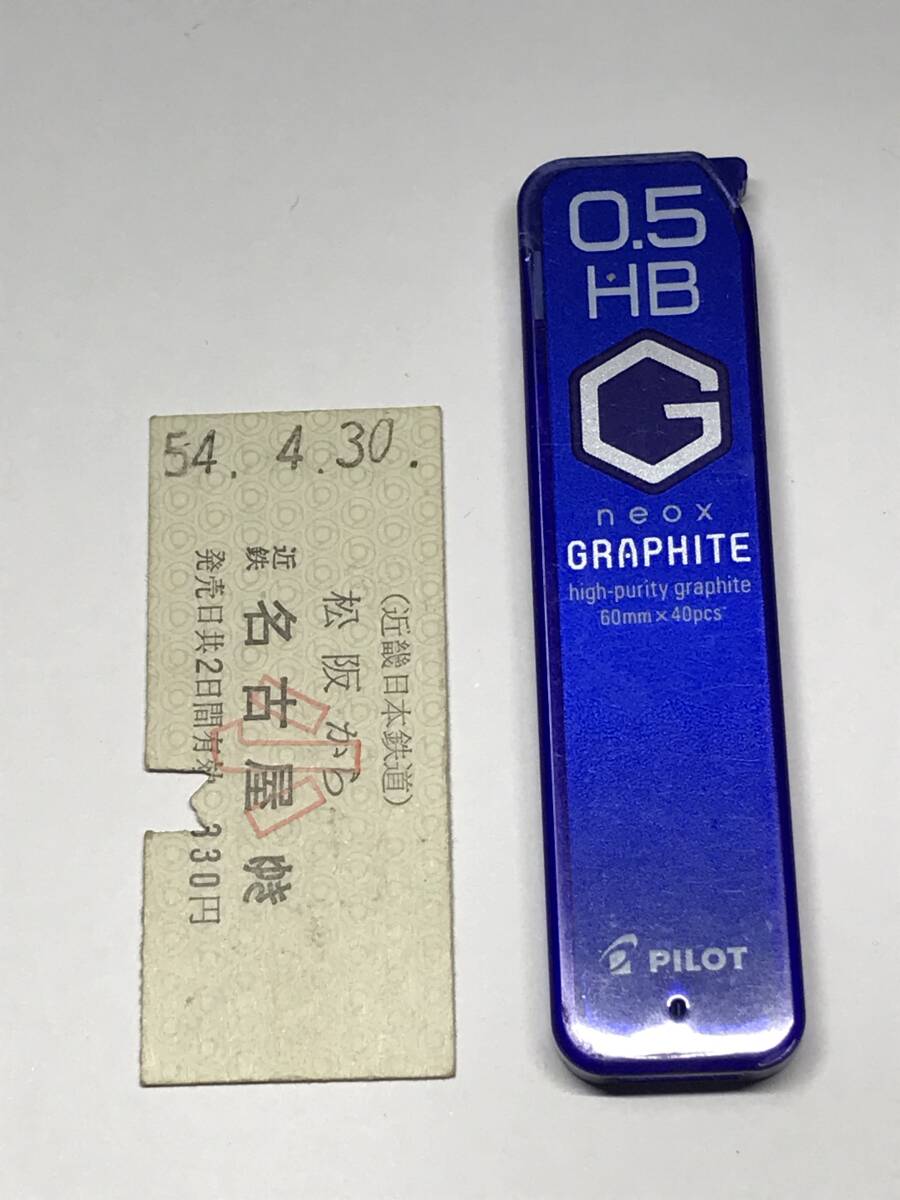 54. 4.30.
(近畿日本鉄道)
松阪から
近鉄 名古屋ゆき
発売日共2日間有効 330円
小
0.5
HB
G
neox
GRAPHITE
high-purity graphite
60mm×40pcs
PILOT